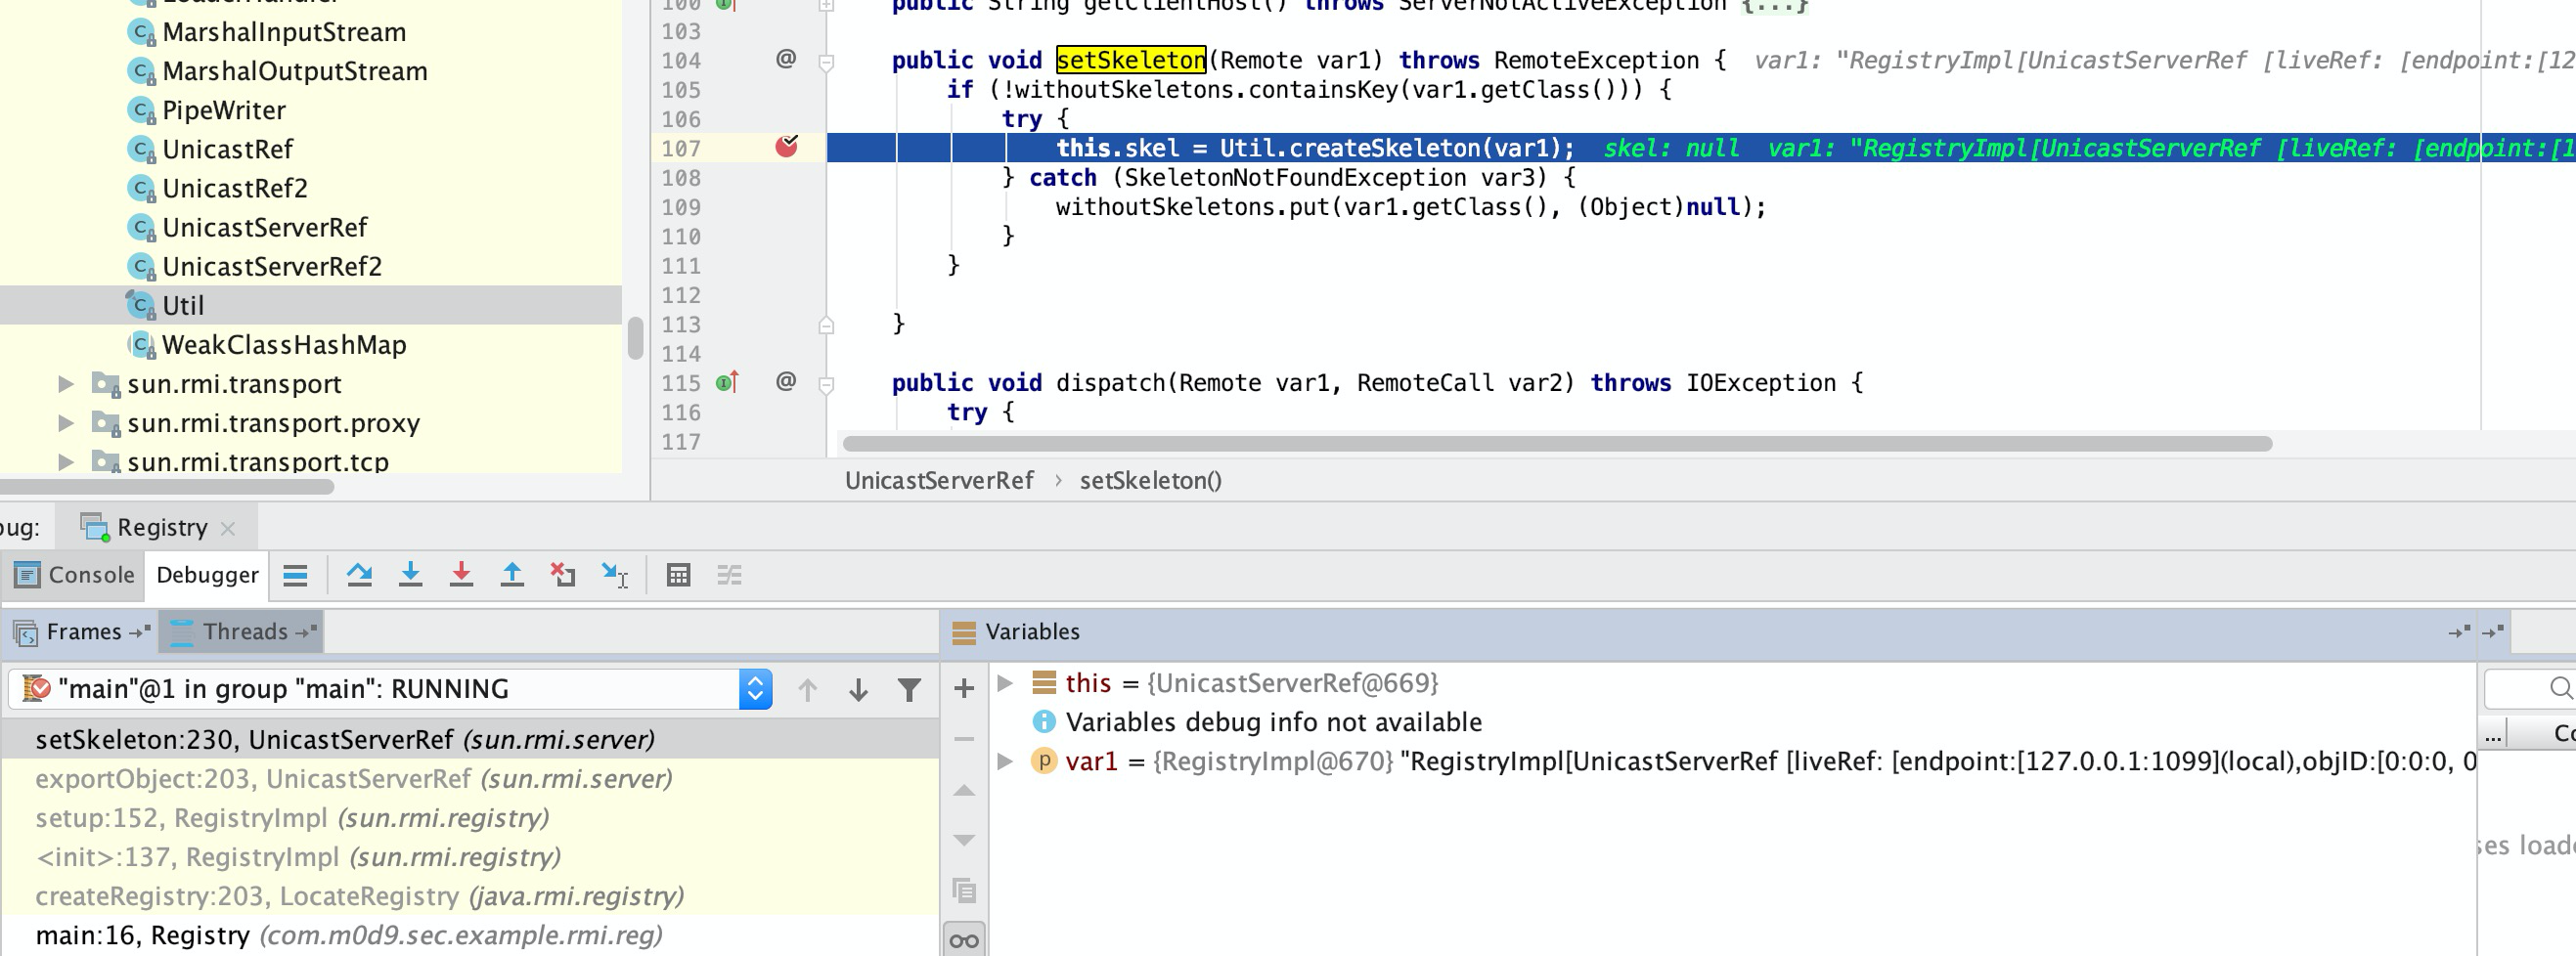 LoaderHandler
MarshalInputStream
MarshalOutputStream
PipeWriter
UnicastRef
UnicastRef2
UnicastServerRef
UnicastServerRef2
Util
WeakClassHashMap
sun.rmi.transport
sun.rmi.transport.proxy
sun.rmi.transport.tcp
100 public String getClientHost() throws ServerNotActiveException {...}
103
104 @ public void setSkeleton(Remote var1) throws RemoteException { var1: "RegistryImpl[UnicastServerRef [liveRef: [endpoint:[12
105 if (!withoutSkeletons.containsKey(var1.getClass())) {
106 try {
107 this.skel = Util.createSkeleton(var1); skel: null var1: "RegistryImpl[UnicastServerRef [liveRef: [endpoint:[1
108 } catch (SkeletonNotFoundException var3) {
109 withoutSkeletons.put(var1.getClass(), (Object)null);
110 }
111 }
112
113 }
114
115 @ public void dispatch(Remote var1, RemoteCall var2) throws IOException {
116 try {
117
UnicastServerRef › setSkeleton()
bug: Registry
Console Debugger
Frames Threads
"main"@1 in group "main": RUNNING
setSkeleton:230, UnicastServerRef (sun.rmi.server)
exportObject:203, UnicastServerRef (sun.rmi.server)
setup:152, RegistryImpl (sun.rmi.registry)
<init>:137, RegistryImpl (sun.rmi.registry)
createRegistry:203, LocateRegistry (java.rmi.registry)
main:16, Registry (com.m0d9.sec.example.rmi.reg)
Variables
this = {UnicastServerRef@669}
Variables debug info not available
var1 = {RegistryImpl@670} "RegistryImpl[UnicastServerRef [liveRef: [endpoint:[127.0.0.1:1099](local),objID:[0:0:0, 0
... Co
ses load